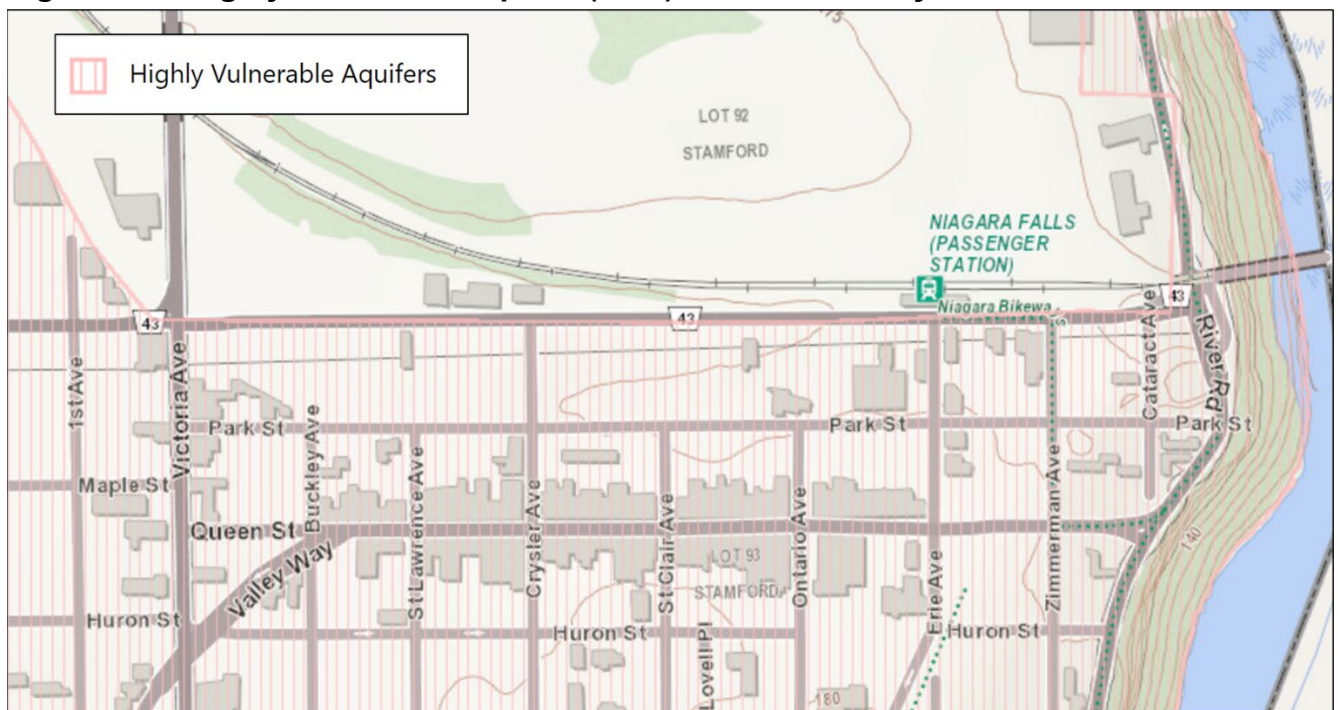 Highly Vulnerable Aquifers
175
LOT 92
STAMFORD
NIAGARA FALLS
(PASSENGER
STATION)
Niagara Bikewa
43
43
43
1st Ave
Victoria Ave
Park St
Park St
Park St
Cataract Ave
River Rd
Maple St
Buckley Ave
St Lawrence Ave
Crysler Ave
St Clair Ave
Ontario Ave
Erie Ave
Zimmerman Ave
Queen St
Valley Way
LOT 93
STAMFORD
140
Huron St
Huron St
Huron St
Lovell Pl
180